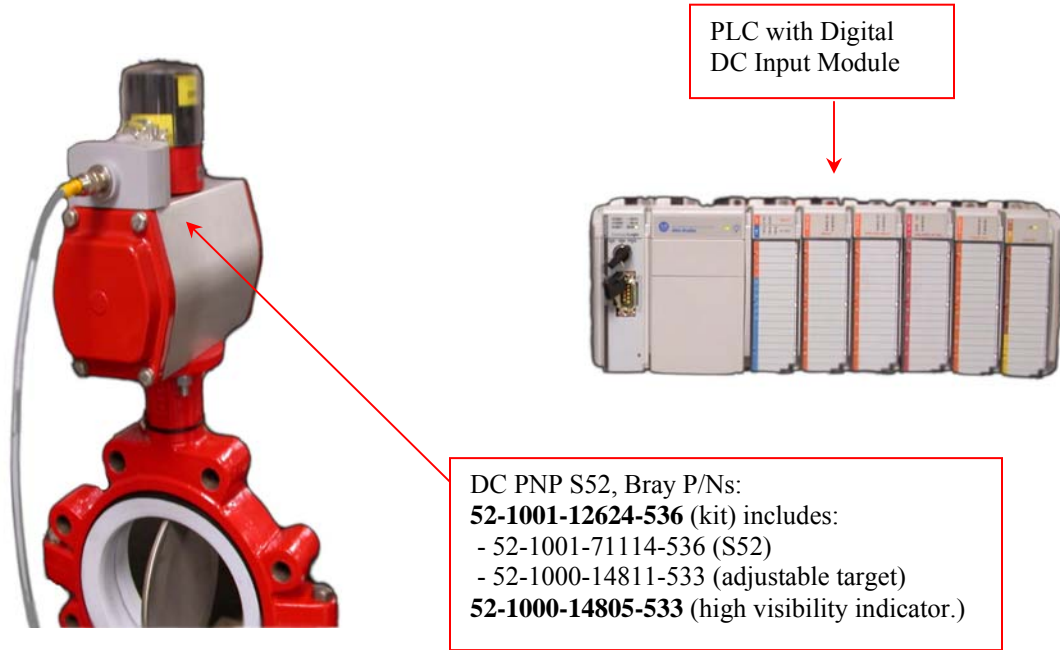 PLC with Digital
DC Input Module
DC PNP S52, Bray P/Ns:
52-1001-12624-536 (kit) includes:
- 52-1001-71114-536 (S52)
- 52-1000-14811-533 (adjustable target)
52-1000-14805-533 (high visibility indicator.)